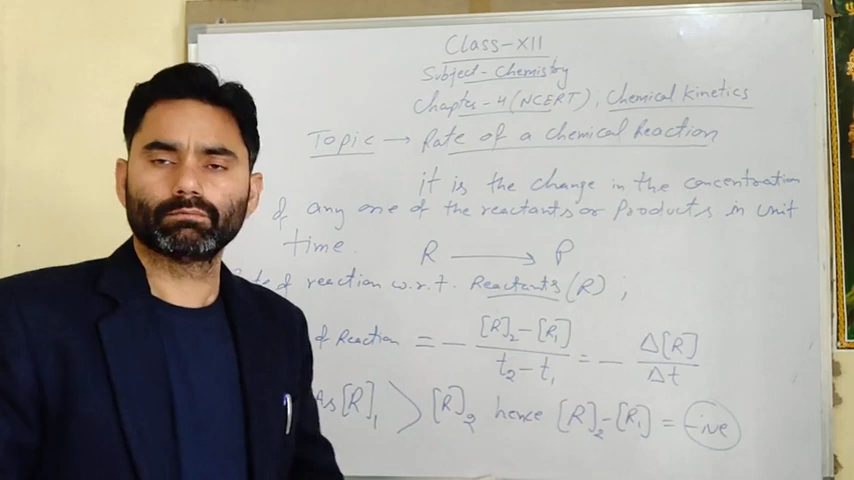 Class-XII
Subject-Chemistry
Chapter-4(NCERT), Chemical Kinetics
Topic → Rate of a chemical Reaction
it is the change in the concentration
of any one of the reactants or Products in unit
time.
R → P
of reaction w.r.t. Reactants (R) ;
of Reaction = - [R]₂-[R₁] / t₂-t₁ = - Δ[R] / Δt
As [R]₁ > [R]₂ hence [R]₂-[R₁] = -ive